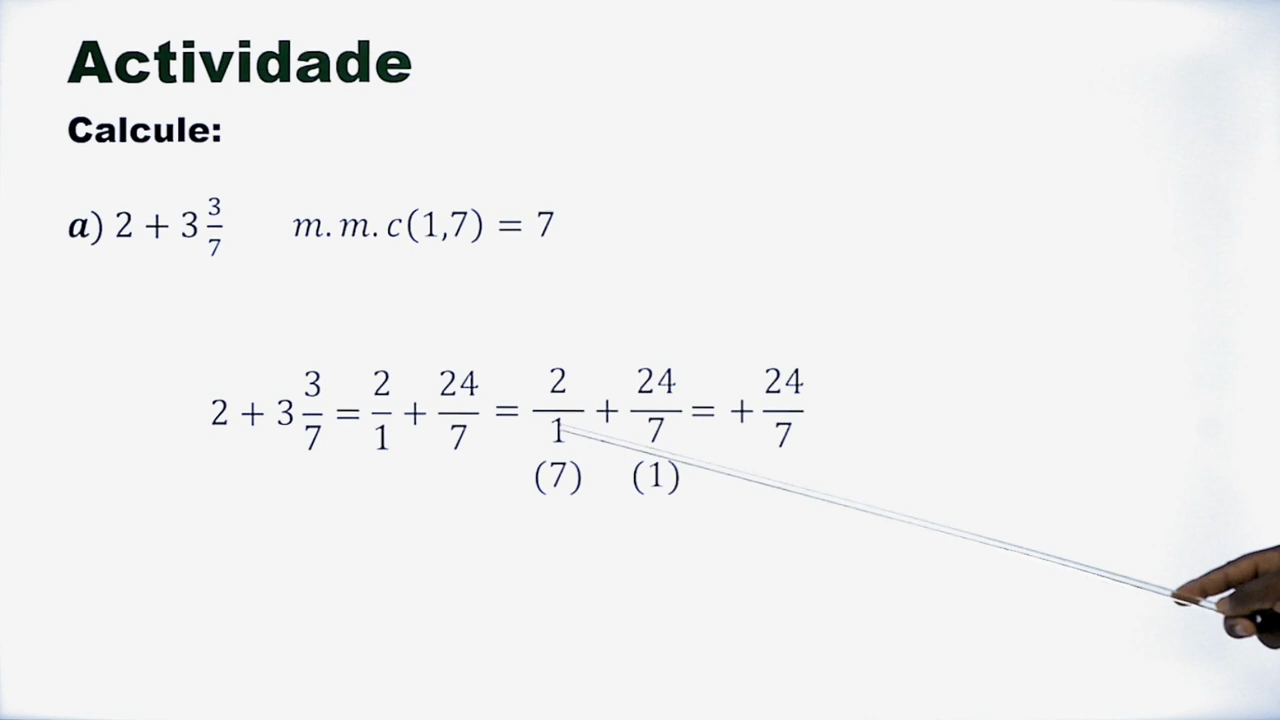 Actividade
Calcule:
a) 2 + 3 3/7 m.m.c(1,7) = 7
2 + 3 3/7 = 2/1 + 24/7 = 2/1 + 24/7 = + 24/7
(7) (1)